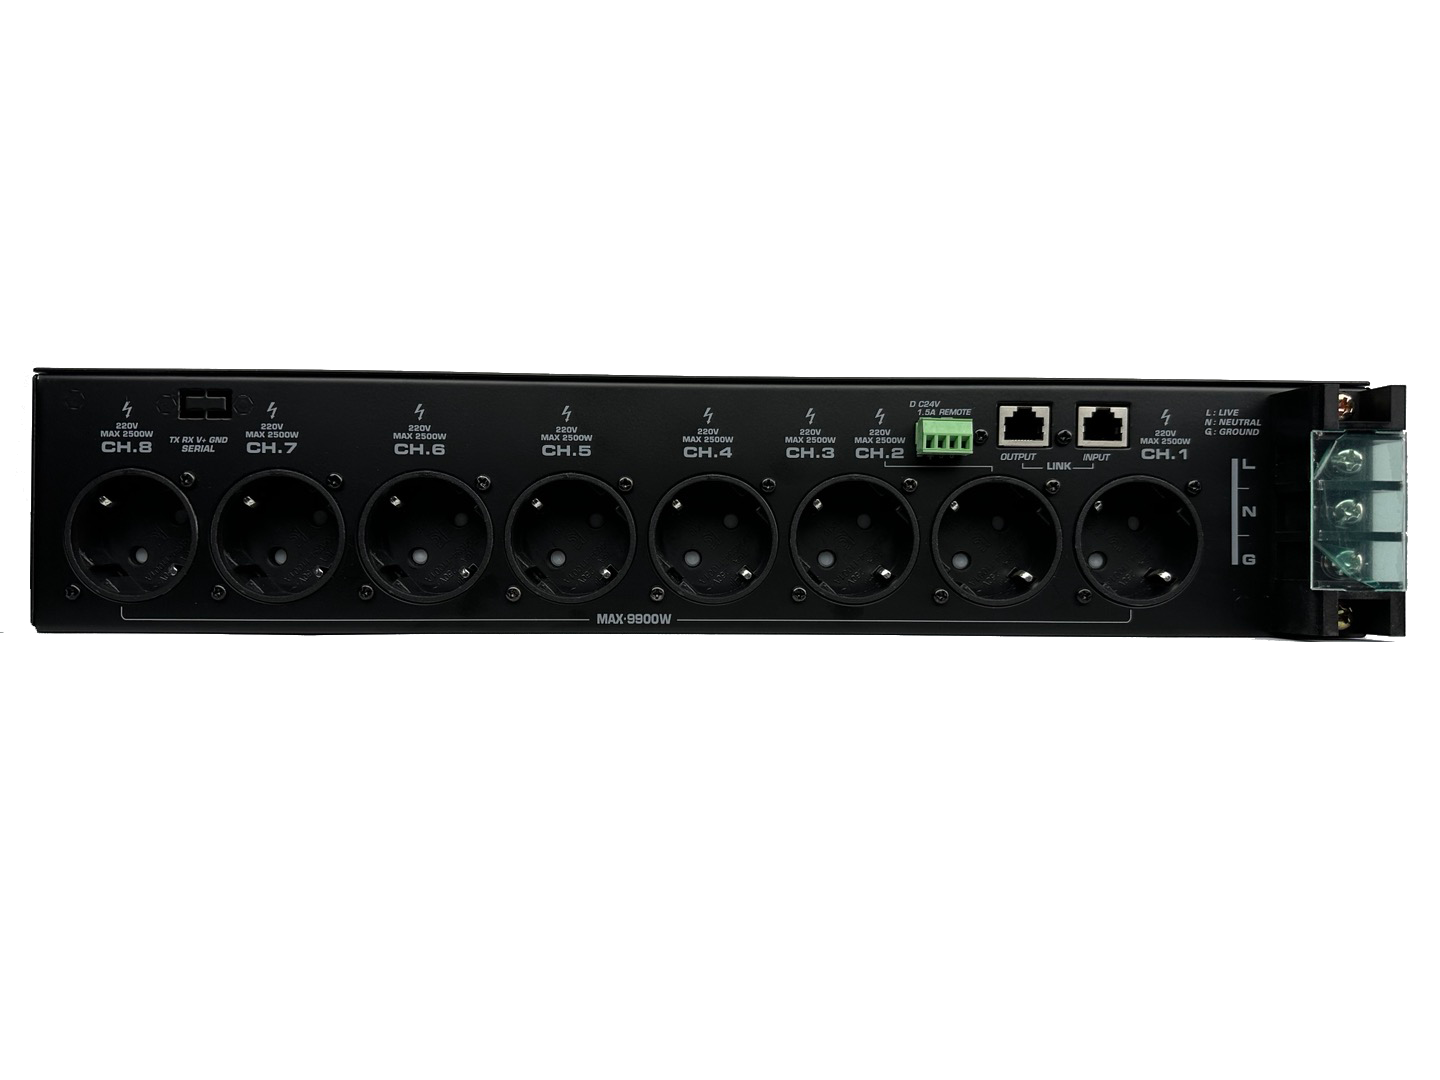 220V
MAX 2500W
CH.8
TX RX V+ GND
SERIAL
220V
MAX 2500W
CH.7
220V
MAX 2500W
CH.6
220V
MAX 2500W
CH.5
220V
MAX 2500W
CH.4
220V
MAX 2500W
CH.3
220V
MAX 2500W
CH.2
D C24V
1.5A REMOTE
OUTPUT
INPUT
LINK
220V
MAX 2500W
CH.1
L : LIVE
N : NEUTRAL
G : GROUND
L
N
G
MAX·9900W